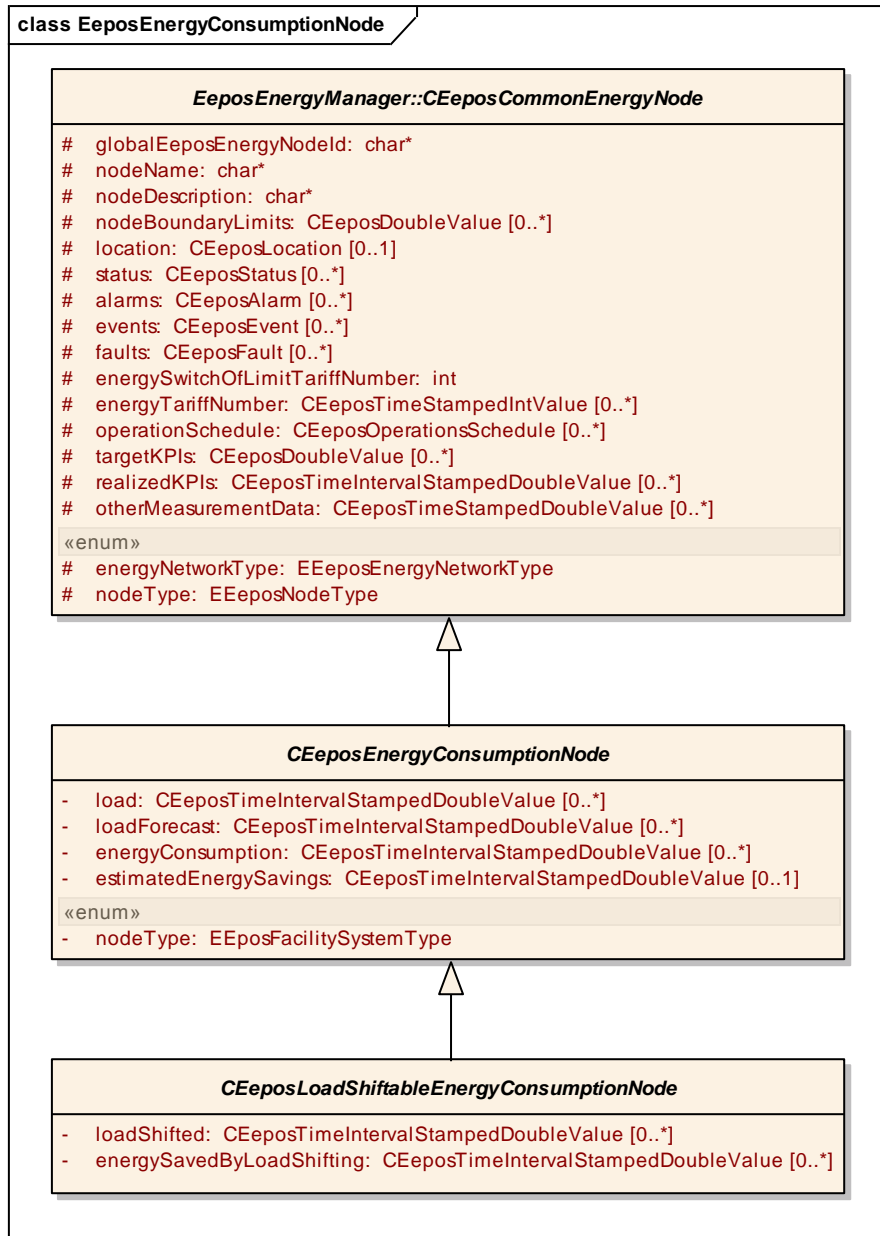 class EeposEnergyConsumptionNode
EeposEnergyManager::CEeposCommonEnergyNode
# globalEeposEnergyNodeId: char*
# nodeName: char*
# nodeDescription: char*
# nodeBoundaryLimits: CEeposDoubleValue [0..*]
# location: CEeposLocation [0..1]
# status: CEeposStatus [0..*]
# alarms: CEeposAlarm [0..*]
# events: CEeposEvent [0..*]
# faults: CEeposFault [0..*]
# energySwitchOfLimitTariffNumber: int
# energyTariffNumber: CEeposTimeStampedIntValue [0..*]
# operationSchedule: CEeposOperationsSchedule [0..*]
# targetKPIs: CEeposDoubleValue [0..*]
# realizedKPIs: CEeposTimeIntervalStampedDoubleValue [0..*]
# otherMeasurementData: CEeposTimeStampedDoubleValue [0..*]
«enum»
# energyNetworkType: EEeposEnergyNetworkType
# nodeType: EEeposNodeType
CEeposEnergyConsumptionNode
- load: CEeposTimeIntervalStampedDoubleValue [0..*]
- loadForecast: CEeposTimeIntervalStampedDoubleValue [0..*]
- energyConsumption: CEeposTimeIntervalStampedDoubleValue [0..*]
- estimatedEnergySavings: CEeposTimeIntervalStampedDoubleValue [0..1]
«enum»
- nodeType: EEposFacilitySystemType
CEeposLoadShiftableEnergyConsumptionNode
- loadShifted: CEeposTimeIntervalStampedDoubleValue [0..*]
- energySavedByLoadShifting: CEeposTimeIntervalStampedDoubleValue [0..*]